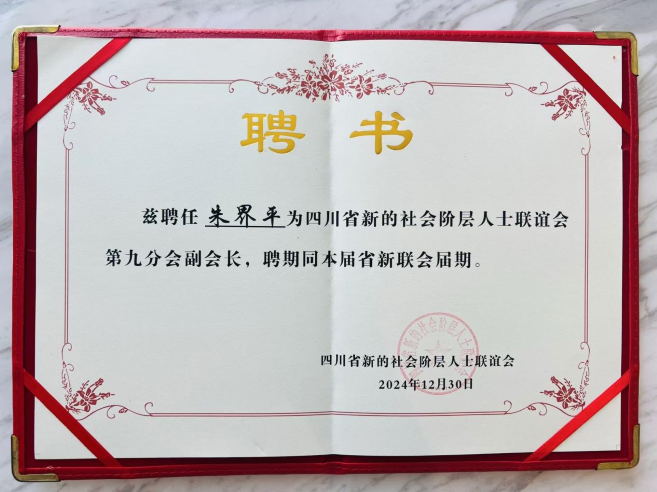 聘 书
兹聘任 朱界平 为四川省新的社会阶层人士联谊会
第九分会副会长，聘期同本届省新联会届期。
四川省新的社会阶层人士联谊会
2024年12月30日